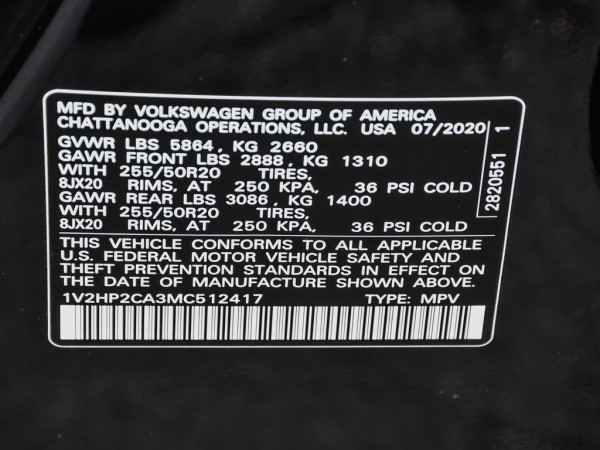 MFD BY VOLKSWAGEN GROUP OF AMERICA
CHATTANOOGA OPERATIONS, LLC. USA 07/2020
GVWR LBS 5864, KG 2660
GAWR FRONT LBS 2888, KG 1310
WITH 255/50R20 TIRES,
8JX20 RIMS, AT 250 KPA, 36 PSI COLD
GAWR REAR LBS 3086, KG 1400
WITH 255/50R20 TIRES,
8JX20 RIMS, AT 250 KPA, 36 PSI COLD
2820551 1
THIS VEHICLE CONFORMS TO ALL APPLICABLE
U.S. FEDERAL MOTOR VEHICLE SAFETY AND
THEFT PREVENTION STANDARDS IN EFFECT ON
THE DATE OF MANUFACTURE SHOWN ABOVE.
1V2HP2CA3MC512417 TYPE: MPV